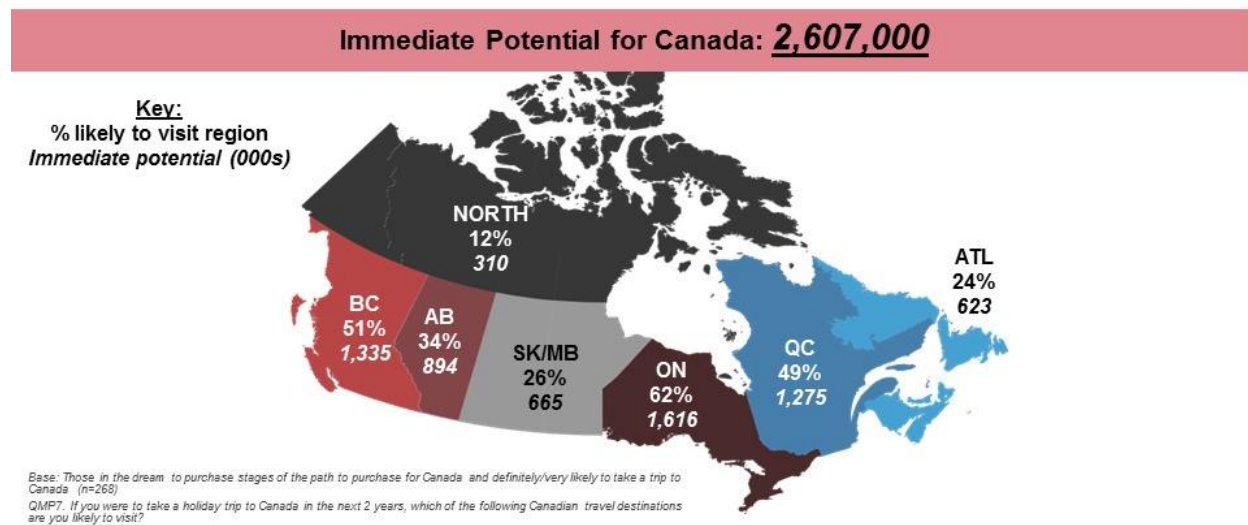 Immediate Potential for Canada: 2,607,000
Key:
% likely to visit region
Immediate potential (000s)
NORTH
12%
310
BC
51%
1,335
AB
34%
894
SK/MB
26%
665
ON
62%
1,616
QC
49%
1,275
ATL
24%
623
Base: Those in the dream to purchase stages of the path to purchase for Canada and definitely/very likely to take a trip to
Canada (n=268)
QMP7. If you were to take a holiday trip to Canada in the next 2 years, which of the following Canadian travel destinations
are you likely to visit?